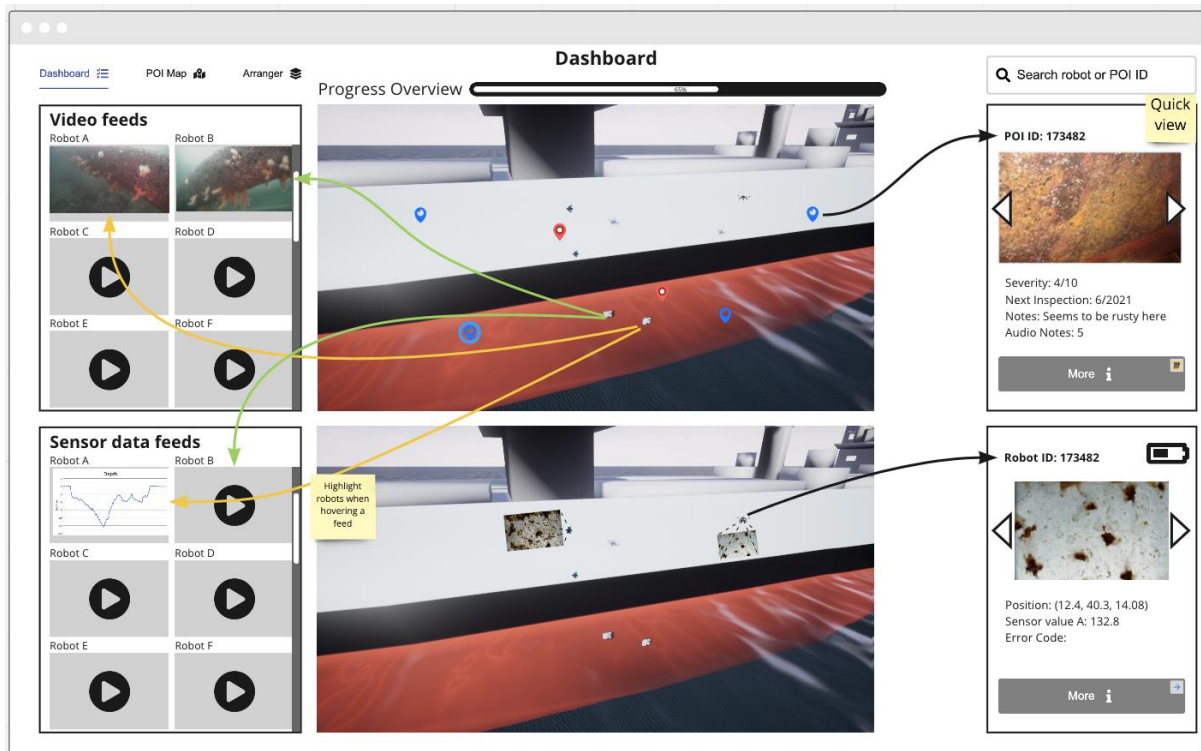 Dashboard
Dashboard
POI Map
Arranger
Search robot or POI ID
Progress Overview
65%
Video feeds
Robot A
Robot B
Robot C
Robot D
Robot E
Robot F
Quick
view
POI ID: 173482
Severity: 4/10
Next Inspection: 6/2021
Notes: Seems to be rusty here
Audio Notes: 5
More
Sensor data feeds
Robot A
Depth
Robot B
Robot C
Robot D
Robot E
Robot F
Highlight
robots when
hovering a
feed
Robot ID: 173482
Position: (12.4, 40.3, 14.08)
Sensor value A: 132.8
Error Code:
More